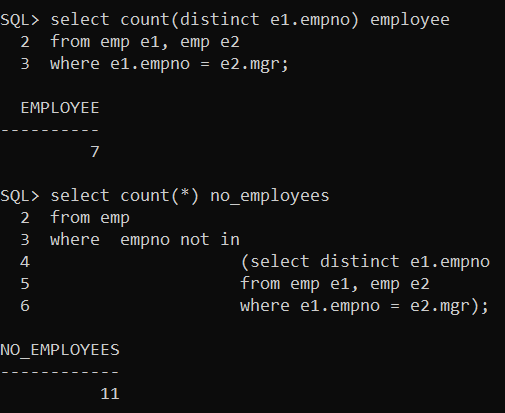 SQL> select count(distinct e1.empno) employee
  2  from emp e1, emp e2
  3  where e1.empno = e2.mgr;
  EMPLOYEE
----------
         7
SQL> select count(*) no_employees
  2  from emp
  3  where  empno not in
  4                     (select distinct e1.empno
  5                     from emp e1, emp e2
  6                     where e1.empno = e2.mgr);
NO_EMPLOYEES
------------
          11